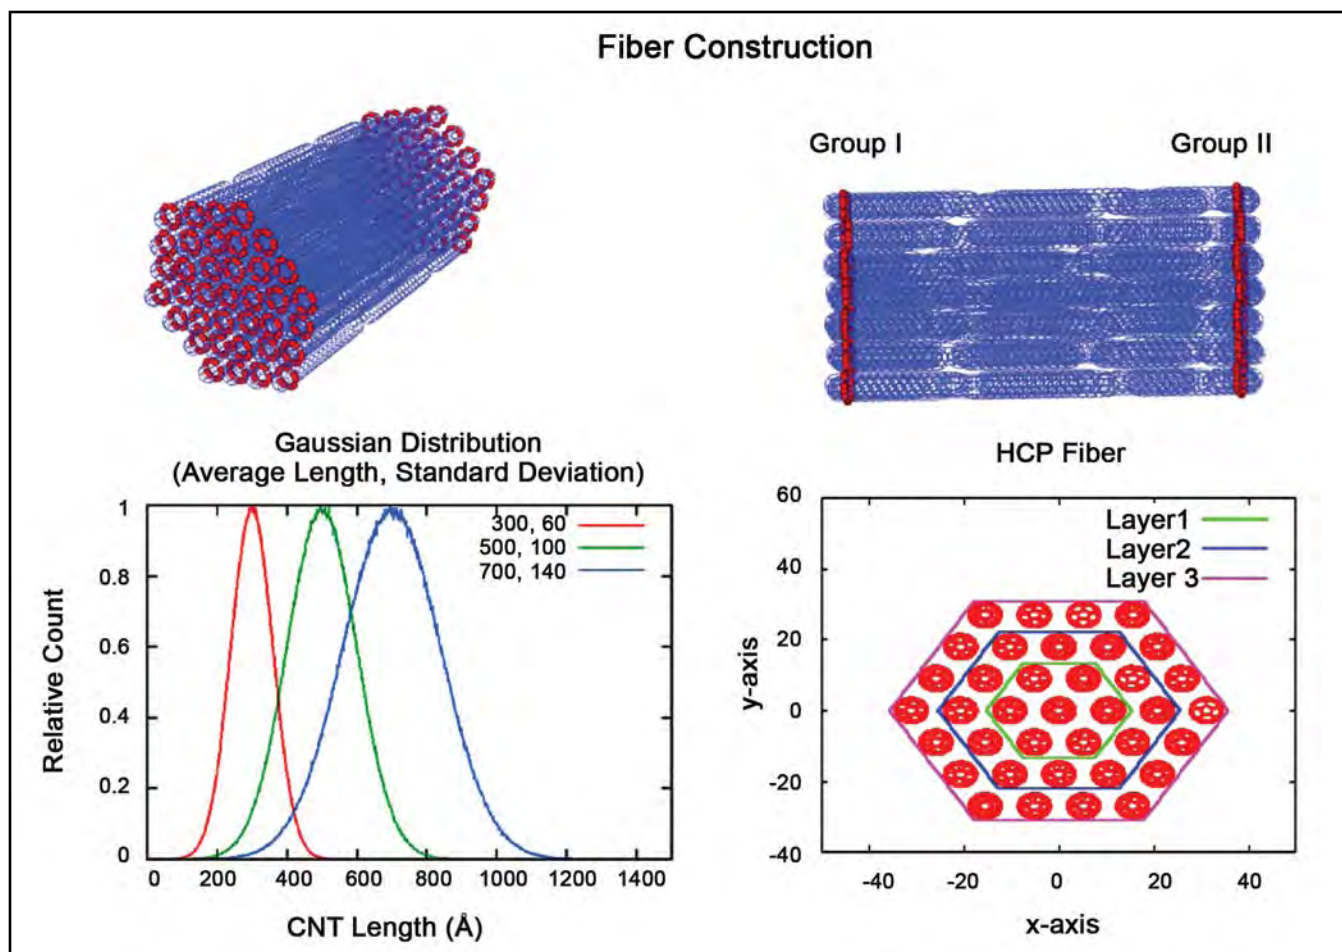 Fiber Construction
Group I
Group II
Gaussian Distribution
(Average Length, Standard Deviation)
300, 60
500, 100
700, 140
1
0.8
0.6
0.4
0.2
0
0
200
400
600
800
1000
1200
1400
Relative Count
CNT Length (Å)
HCP Fiber
Layer1
Layer2
Layer 3
60
40
20
0
-20
-40
-40
-20
0
20
40
y-axis
x-axis